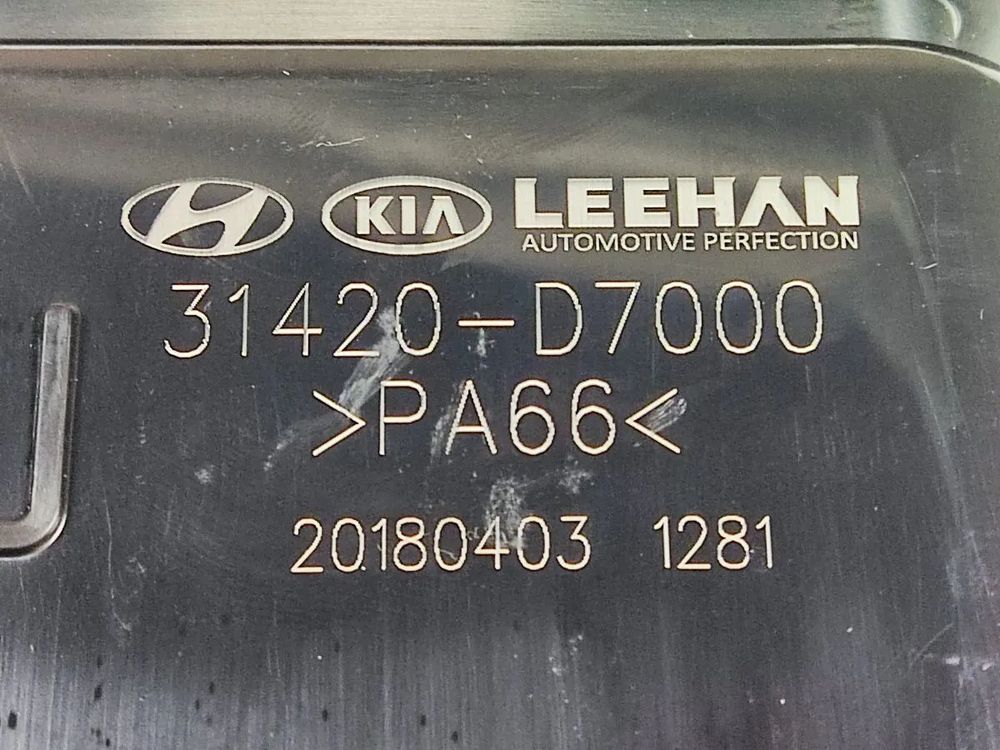 KIA LEEHAN
AUTOMOTIVE PERFECTION
31420-D7000
>PA66<
20180403 1281